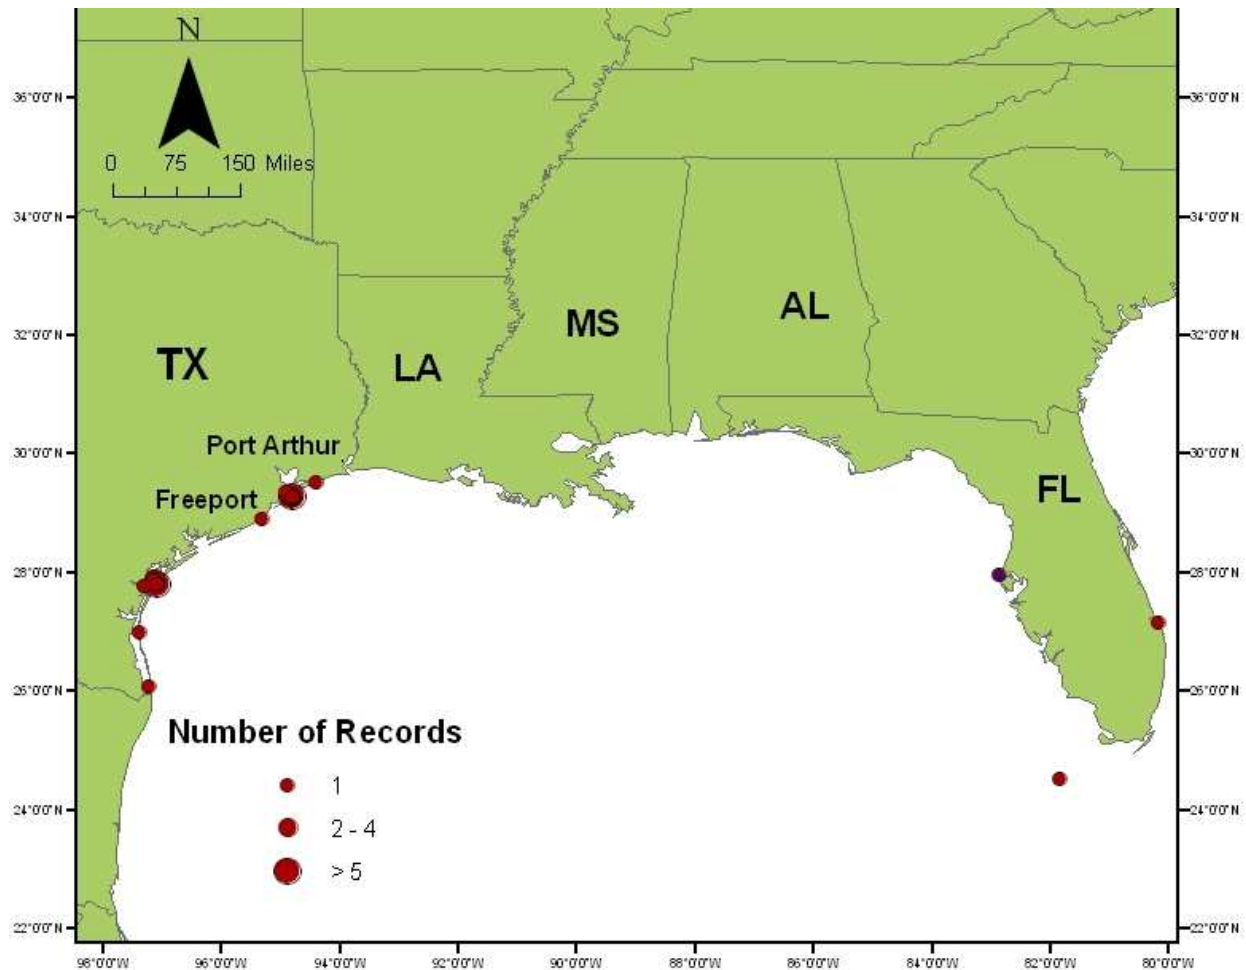 N
0 75 150 Miles
36°0'0"N
36°0'0"N
34°0'0"N
34°0'0"N
32°0'0"N
32°0'0"N
30°0'0"N
30°0'0"N
28°0'0"N
28°0'0"N
26°0'0"N
26°0'0"N
24°0'0"N
24°0'0"N
22°0'0"N
22°0'0"N
TX
LA
MS
AL
FL
Port Arthur
Freeport
Number of Records
1
2 - 4
> 5
98°0'0"W 96°0'0"W 94°0'0"W 92°0'0"W 90°0'0"W 88°0'0"W 86°0'0"W 84°0'0"W 82°0'0"W 80°0'0"W